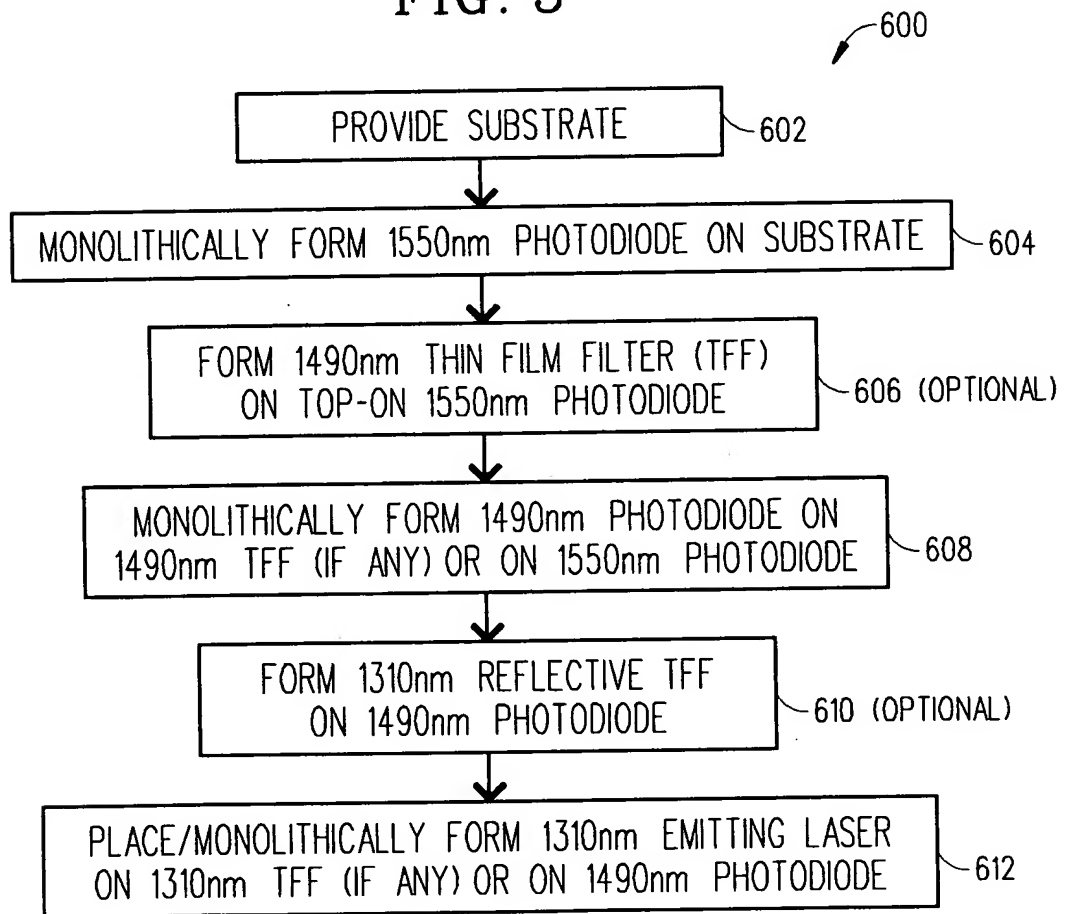 600
PROVIDE SUBSTRATE
602
MONOLITHICALLY FORM 1550nm PHOTODIODE ON SUBSTRATE
604
FORM 1490nm THIN FILM FILTER (TFF)
ON TOP-ON 1550nm PHOTODIODE
606 (OPTIONAL)
MONOLITHICALLY FORM 1490nm PHOTODIODE ON
1490nm TFF (IF ANY) OR ON 1550nm PHOTODIODE
608
FORM 1310nm REFLECTIVE TFF
ON 1490nm PHOTODIODE
610 (OPTIONAL)
PLACE/MONOLITHICALLY FORM 1310nm EMITTING LASER
ON 1310nm TFF (IF ANY) OR ON 1490nm PHOTODIODE
612